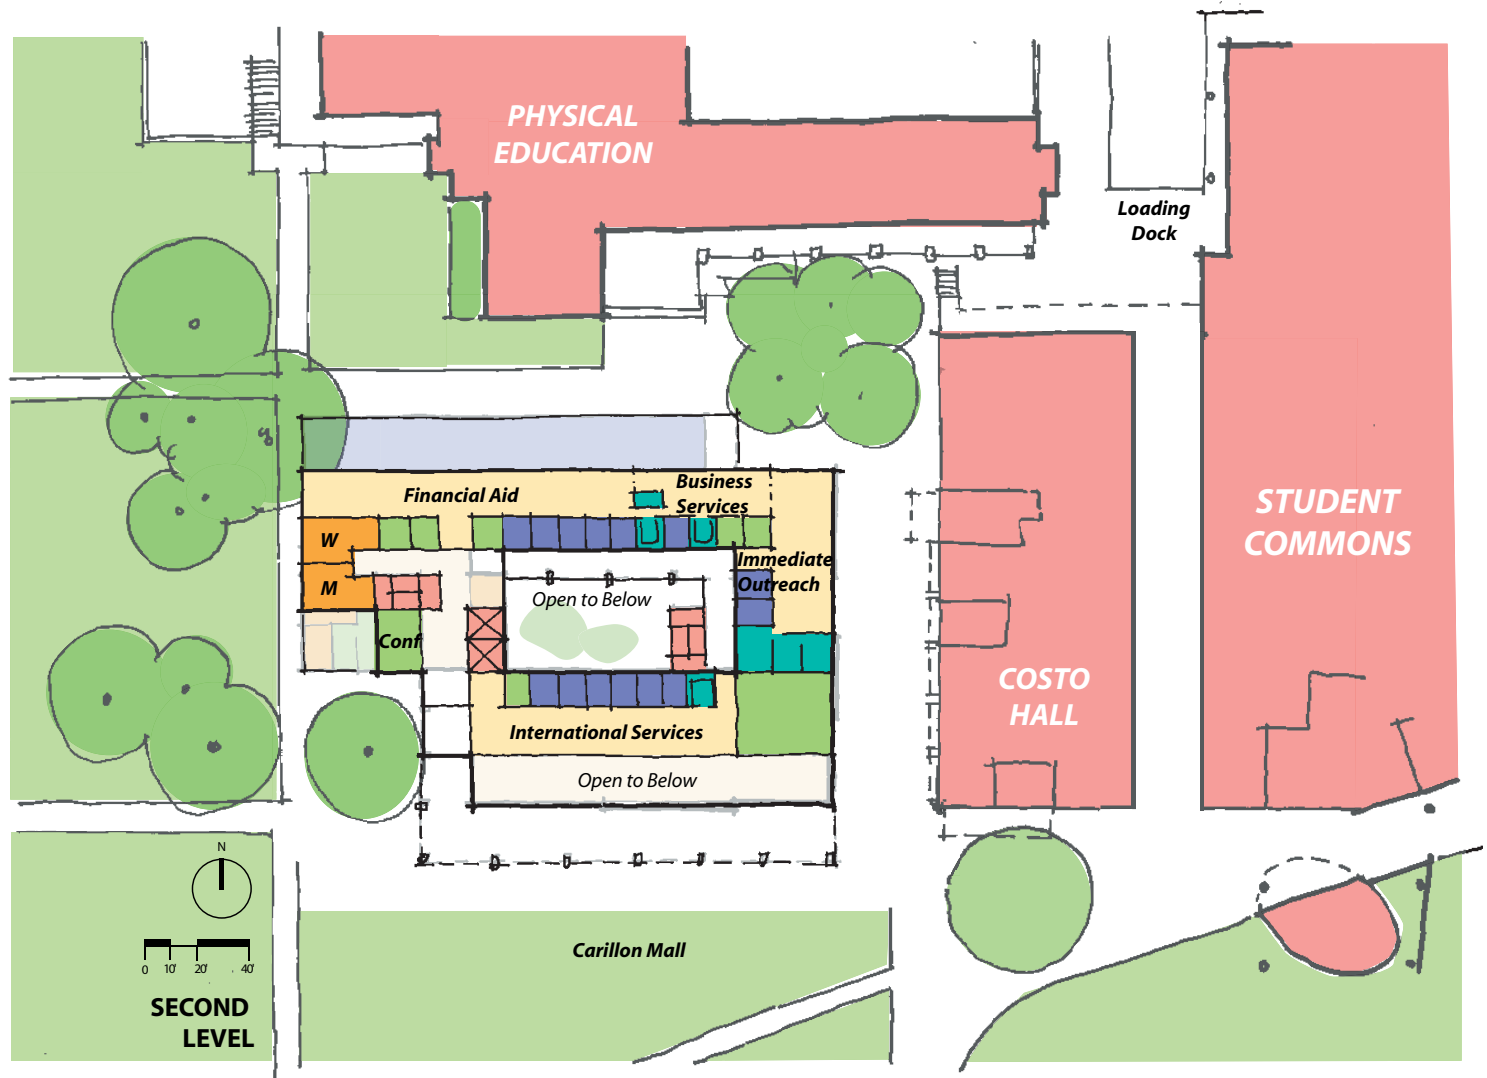 PHYSICAL
EDUCATION
Loading
Dock
Financial Aid
Business
Services
W
M
Immediate
Outreach
Open to Below
Conf
International Services
Open to Below
STUDENT
COMMONS
COSTO
HALL
N
0 10' 20' 40'
SECOND
LEVEL
Carillon Mall